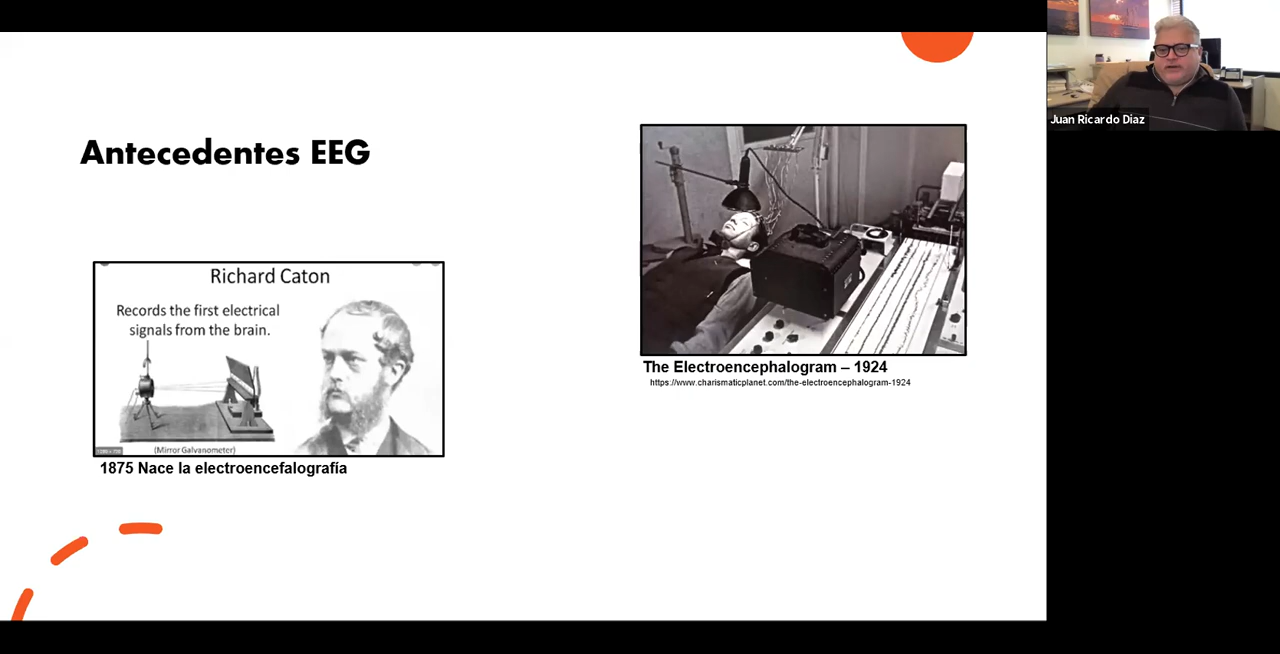 Antecedentes EEG
Richard Caton
Records the first electrical
signals from the brain.
(Mirror Galvanometer)
1875 Nace la electroencefalografía
The Electroencephalogram – 1924
https://www.charismaticplanet.com/the-electroencephalogram-1924
Juan Ricardo Diaz